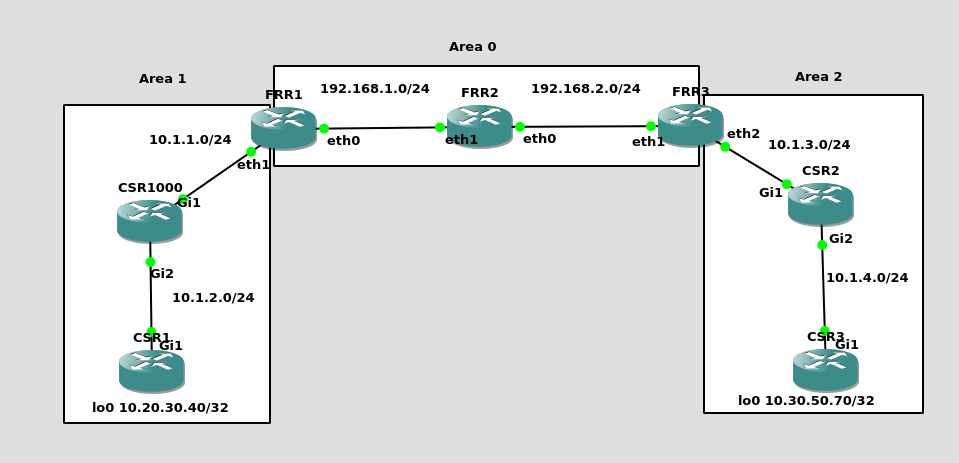 Area 0
Area 1
Area 2
FRR1
192.168.1.0/24
FRR2
192.168.2.0/24
FRR3
10.1.1.0/24
eth1
eth0
eth1
eth0
eth1
eth2
10.1.3.0/24
CSR1000
Gi1
CSR2
Gi1
Gi2
10.1.2.0/24
Gi2
10.1.4.0/24
CSR1
Gi1
CSR3
Gi1
lo0 10.20.30.40/32
lo0 10.30.50.70/32